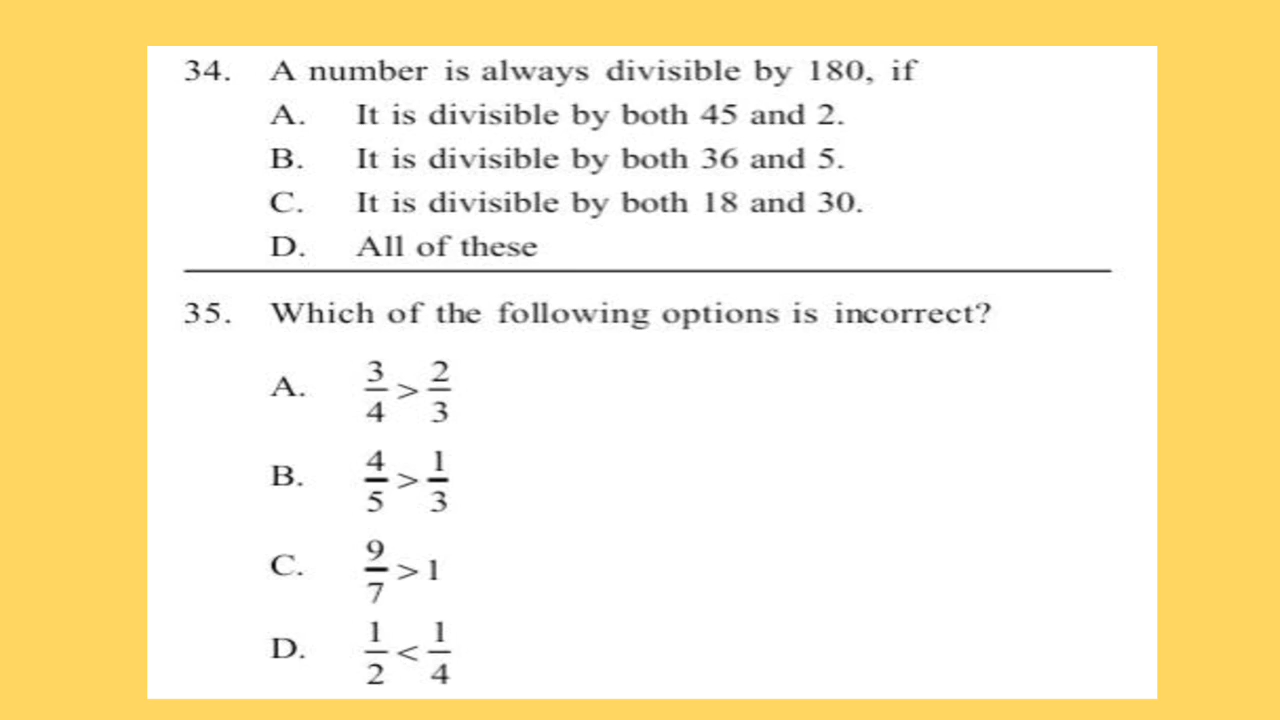 34. A number is always divisible by 180, if
A. It is divisible by both 45 and 2.
B. It is divisible by both 36 and 5.
C. It is divisible by both 18 and 30.
D. All of these
35. Which of the following options is incorrect?
A. 3/4 > 2/3
B. 4/5 > 1/3
C. 9/7 > 1
D. 1/2 < 1/4